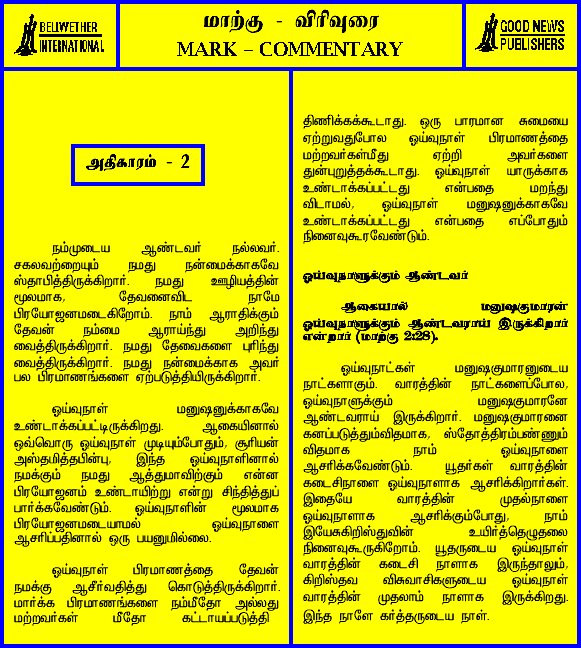 BELLWETHER
INTERNATIONAL
மாற்கு - விரிவுரை
MARK – COMMENTARY
GOOD NEWS
PUBLISHERS
அதிகாரம் - 2
நம்முடைய ஆண்டவர் நல்லவர்.
சகலவற்றையும் நமது நன்மைக்காகவே
ஸ்தாபித்திருக்கிறார். நமது ஊழியத்தின்
மூலமாக, தேவனைவிட நாமே
பிரயோஜனமடைகிறோம். நாம் ஆராதிக்கும்
தேவன் நம்மை ஆராய்ந்து அறிந்து
வைத்திருக்கிறார். நமது தேவைகளை புரிந்து
வைத்திருக்கிறார். நமது நன்மைக்காக அவர்
பல பிரமாணங்களை ஏற்படுத்தியிருக்கிறார்.
ஓய்வுநாள் மனுஷனுக்காகவே
உண்டாக்கப்பட்டிருக்கிறது. ஆகையினால்
ஒவ்வொரு ஓய்வுநாள் முடியும்போதும், சூரியன்
அஸ்தமித்தபின்பு, இந்த ஓய்வுநாளினால்
நமக்கும் நமது ஆத்துமாவிற்கும் என்ன
பிரயோஜனம் உண்டாயிற்று என்று சிந்தித்துப்
பார்க்கவேண்டும். ஓய்வுநாளின் மூலமாக
பிரயோஜனமடையாமல் ஓய்வுநாளை
ஆசரிப்பதினால் ஒரு பயனுமில்லை.
ஓய்வுநாள் பிரமாணத்தை தேவன்
நமக்கு ஆசீர்வதித்து கொடுத்திருக்கிறார்.
மார்க்க பிரமாணங்களை நம்மீதோ அல்லது
மற்றவர்கள் மீதோ கட்டாயப்படுத்தி
திணிக்கக்கூடாது. ஒரு பாரமான சுமையை
ஏற்றுவதுபோல ஓய்வுநாள் பிரமாணத்தை
மற்றவர்கள்மீது ஏற்றி அவர்களை
துன்புறுத்தக்கூடாது. ஓய்வுநாள் யாருக்காக
உண்டாக்கப்பட்டது என்பதை மறந்து
விடாமல், ஓய்வுநாள் மனுஷனுக்காகவே
உண்டாக்கப்பட்டது என்பதை எப்போதும்
நினைவுகூரவேண்டும்.
ஓய்வுநாளுக்கும் ஆண்டவர்
ஆகையால் மனுஷகுமாரன்
ஓய்வுநாளுக்கும் ஆண்டவராய் இருக்கிறார்
என்றார் (மாற்கு 2:28).
ஓய்வுநாட்கள் மனுஷகுமாரனுடைய
நாட்களாகும். வாரத்தின் நாட்களைப்போல,
ஓய்வுநாளுக்கும் மனுஷகுமாரனே
ஆண்டவராய் இருக்கிறார். மனுஷகுமாரனை
கனப்படுத்தும்விதமாக, ஸ்தோத்திரம்பண்ணும்
விதமாக நாம் ஓய்வுநாளை
ஆசரிக்கவேண்டும். யூதர்கள் வாரத்தின்
கடைசிநாளை ஓய்வுநாளாக ஆசரிக்கிறார்கள்.
இதையே வாரத்தின் முதல்நாளை
ஓய்வுநாளாக ஆசரிக்கும்போது, நாம்
இயேசுகிறிஸ்துவின் உயிர்த்தெழுதலை
நினைவுகூருகிறோம். யூதருடைய ஓய்வுநாள்
வாரத்தின் கடைசி நாளாக இருந்தாலும்,
கிறிஸ்தவ விசுவாசிகளுடைய ஓய்வுநாள்
வாரத்தின் முதலாம் நாளாக இருக்கிறது.
இந்த நாளே கர்த்தருடைய நாள்.